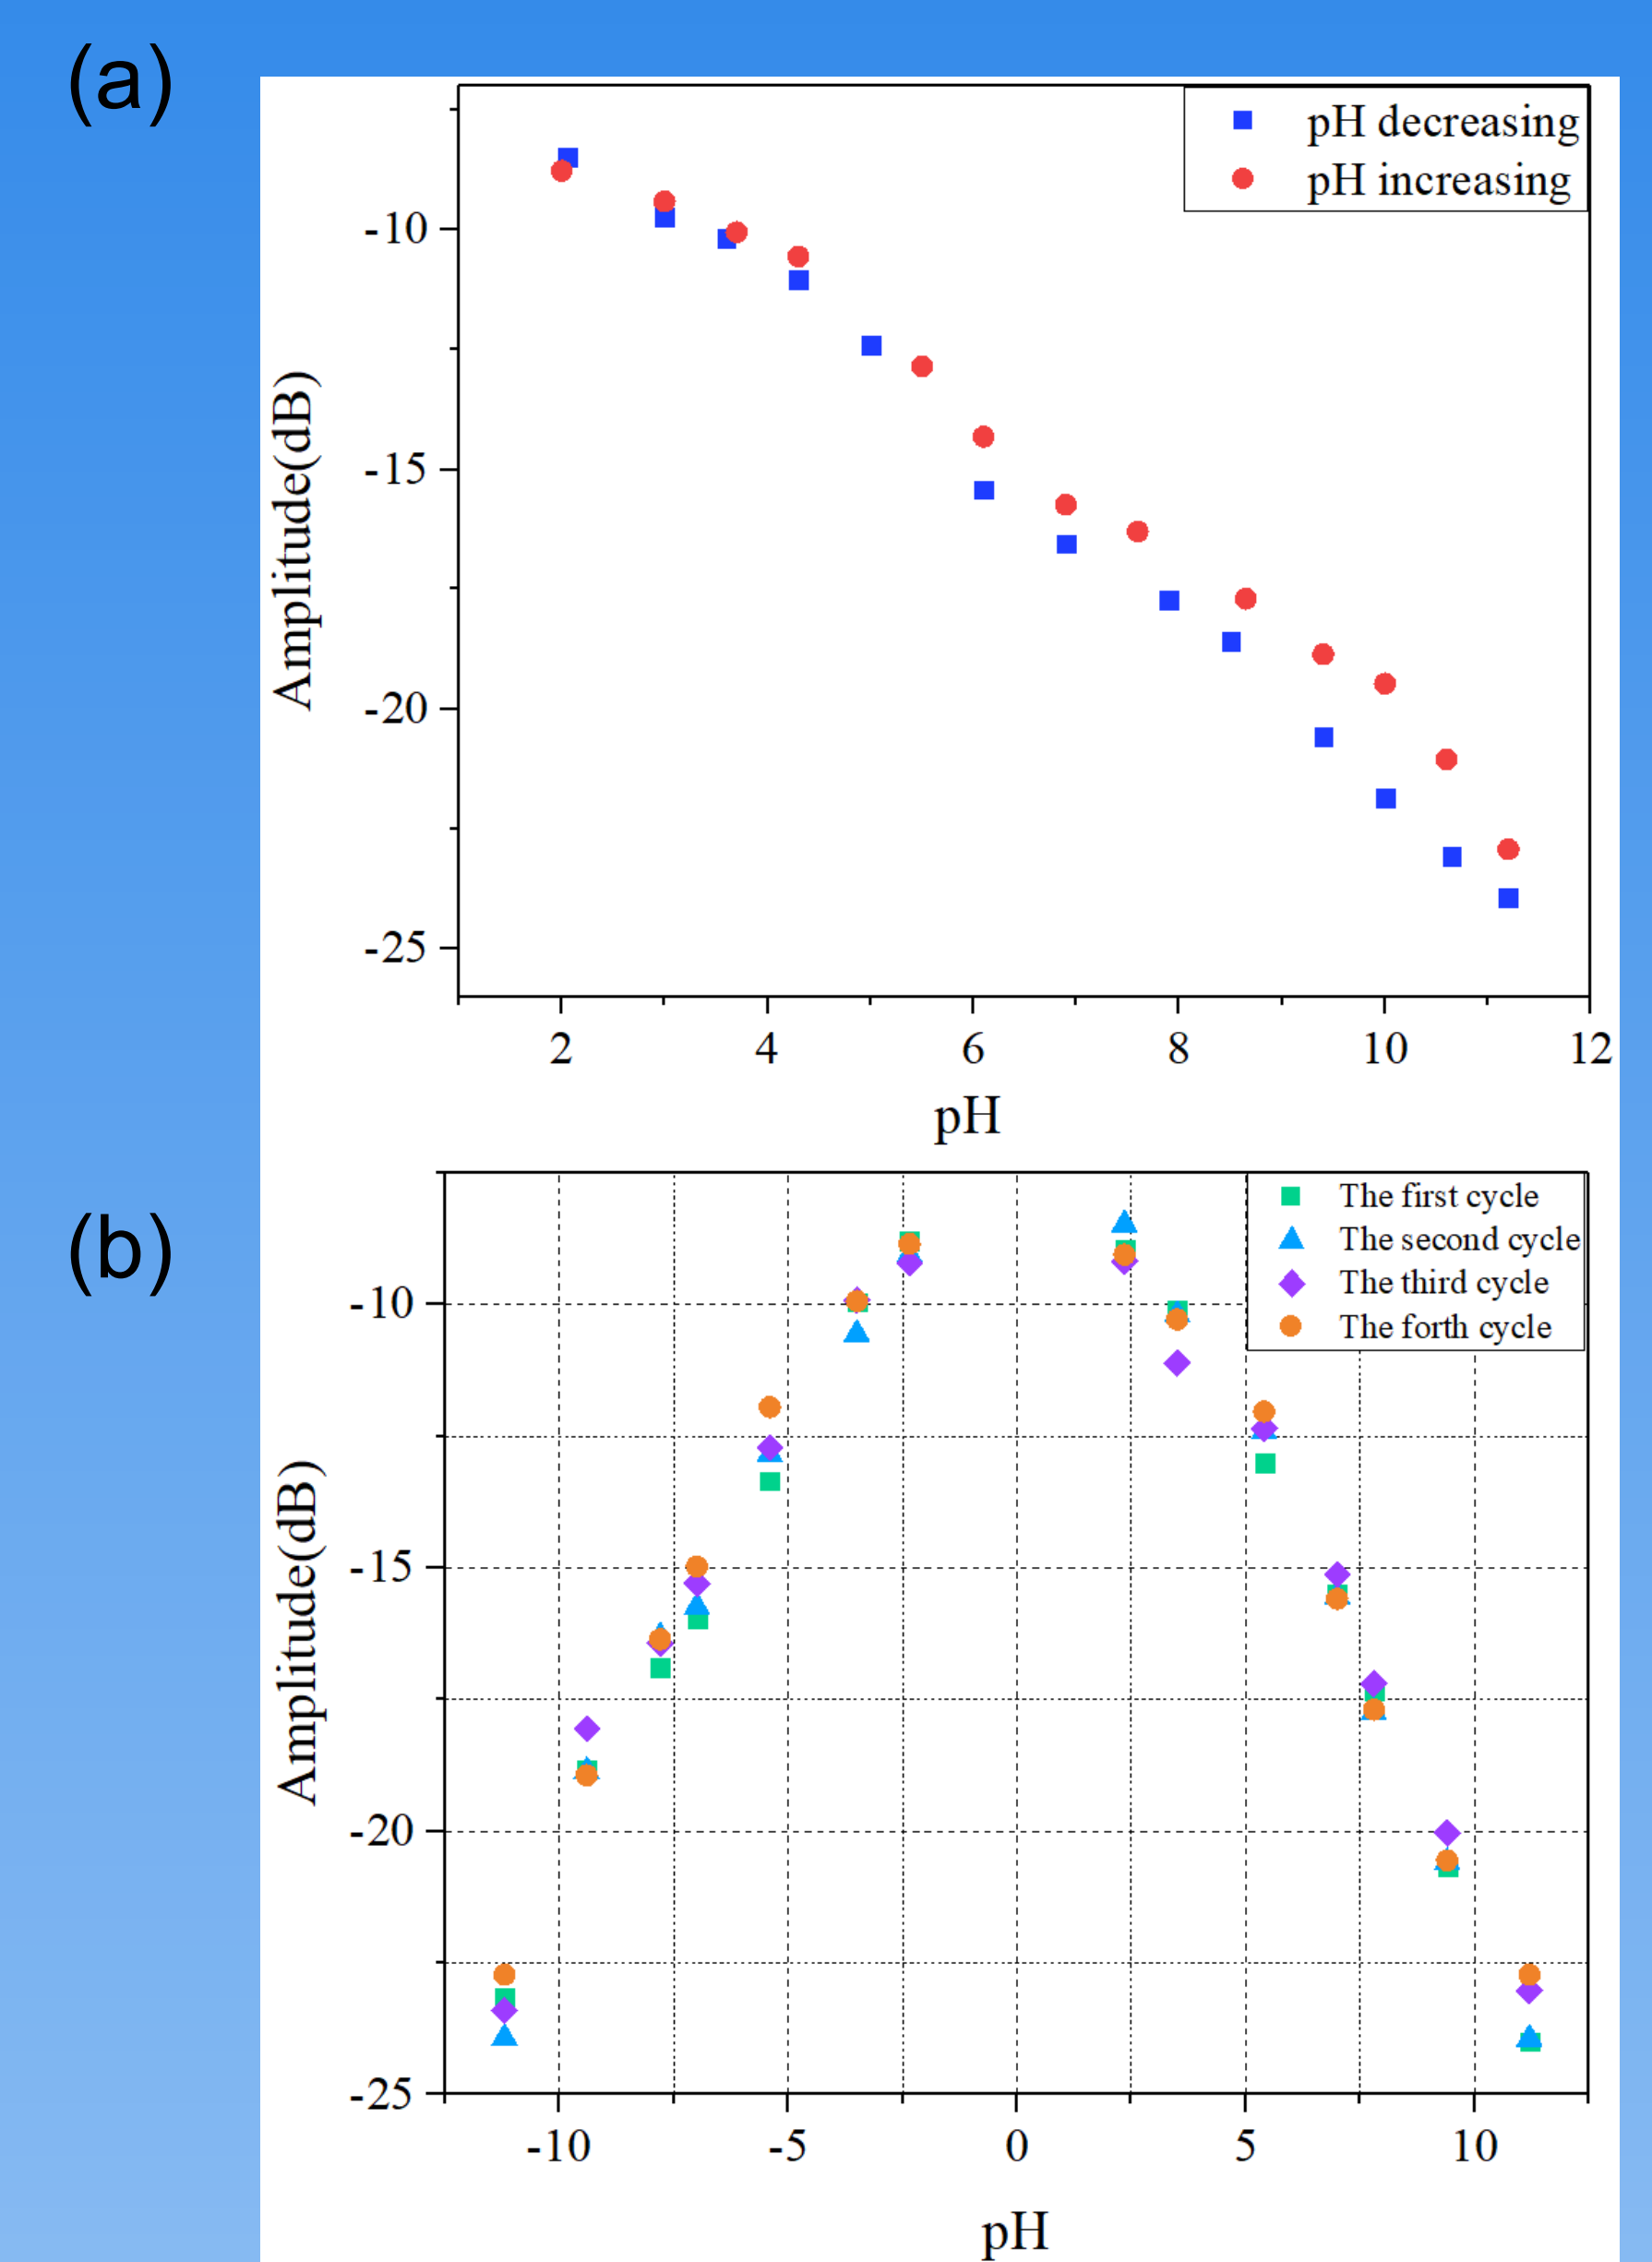 (a)
pH decreasing
pH increasing
-10
-15
-20
-25
Amplitude(dB)
2 4 6 8 10 12
pH
(b)
The first cycle
The second cycle
The third cycle
The forth cycle
-10
-15
-20
-25
Amplitude(dB)
-10 -5 0 5 10
pH